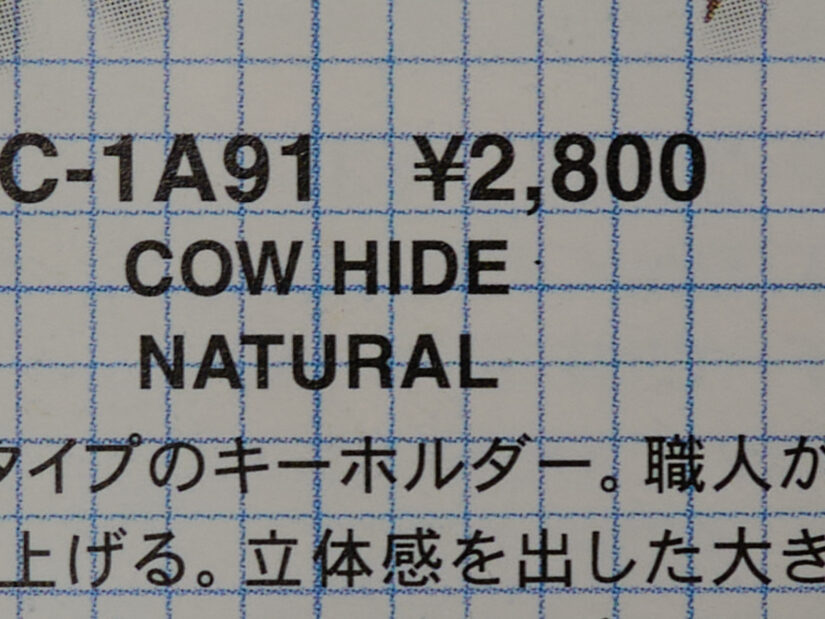 C-1A91 ¥2,800
COW HIDE
NATURAL
タイプのキーホルダー。職人か
上げる。立体感を出した大き